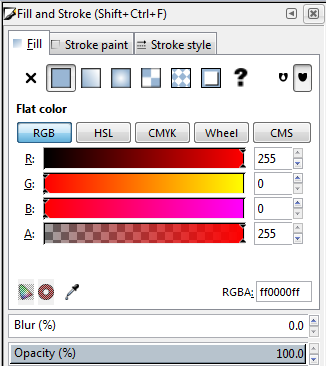 Fill and Stroke (Shift+Ctrl+F)
Fill Stroke paint Stroke style
?
Flat color
RGB HSL CMYK Wheel CMS
R: 255
G: 0
B: 0
A: 255
RGBA: ff0000ff
Blur (%) 0.0
Opacity (%) 100.0